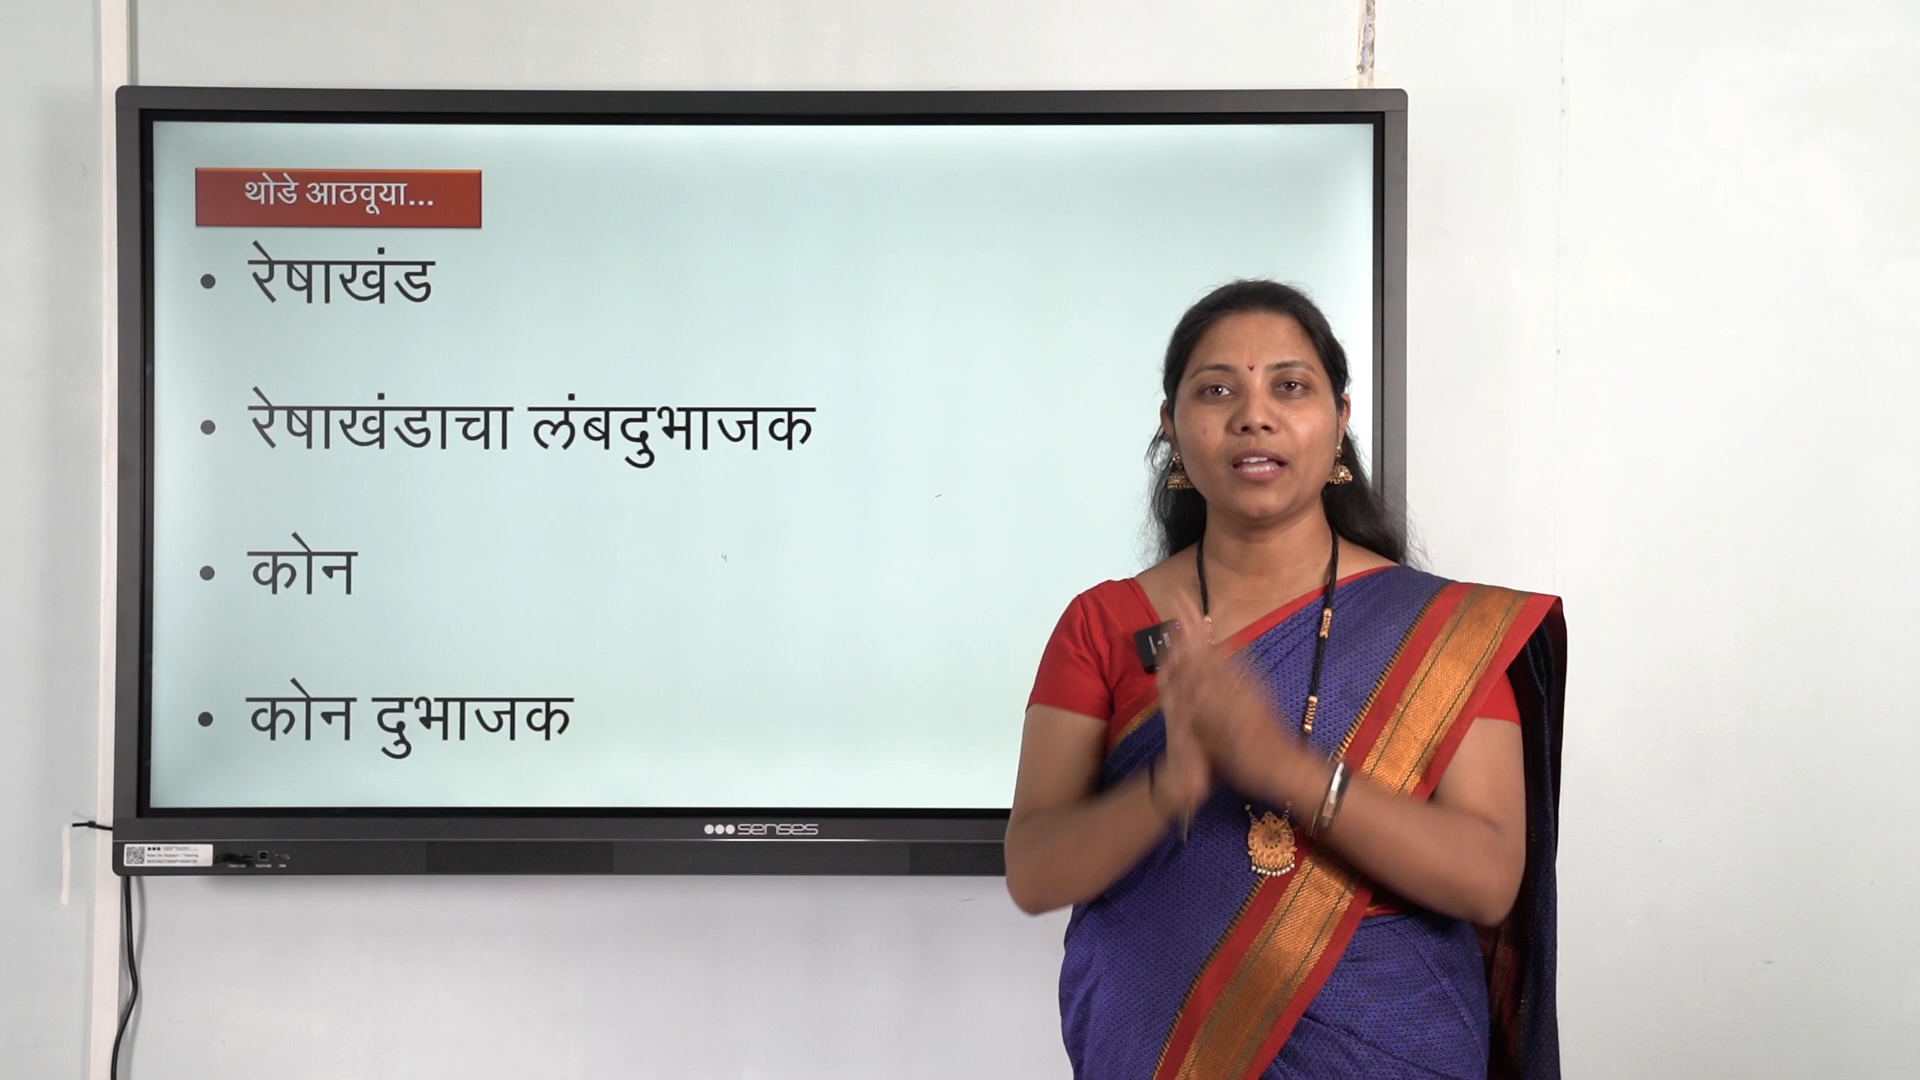 थोडे आठवूया...
• रेषाखंड
• रेषाखंडाचा लंबदुभाजक
• कोन
• कोन दुभाजक
senses